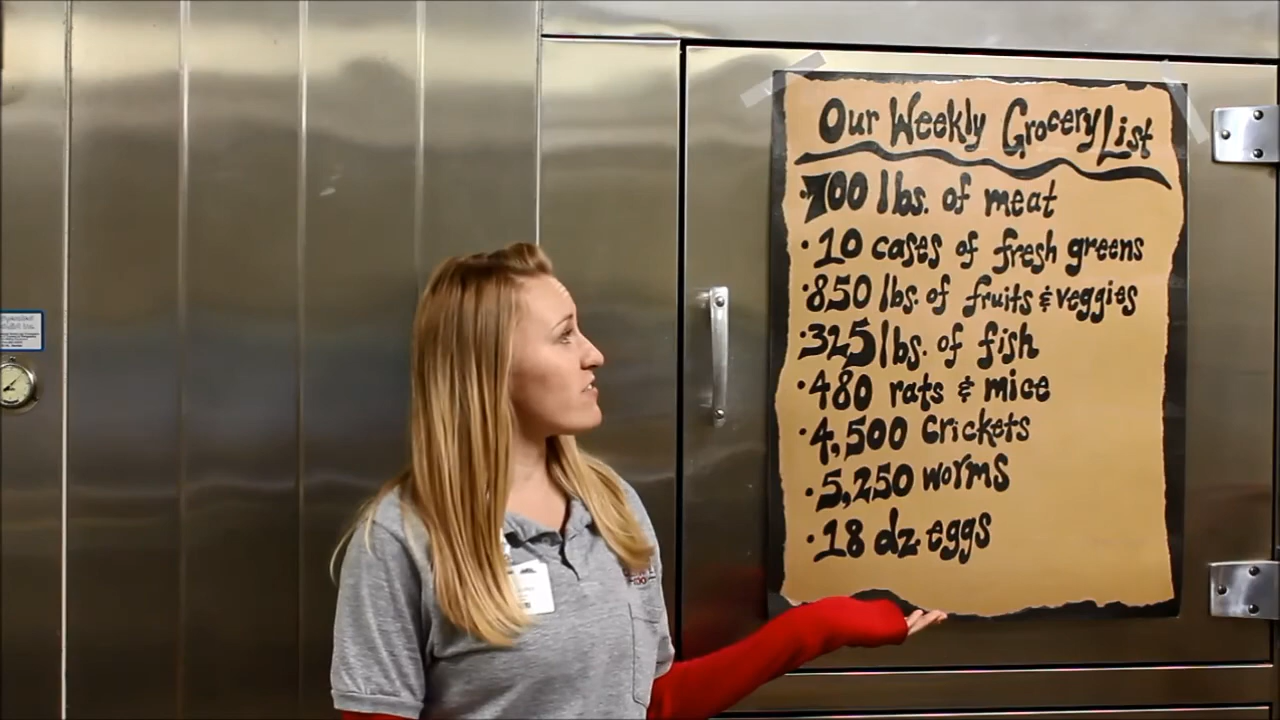 Our Weekly Grocery List
• 700 lbs. of meat
• 10 cases of fresh greens
• 850 lbs. of fruits & veggies
• 325 lbs. of fish
• 480 rats & mice
• 4,500 crickets
• 5,250 worms
• 18 dz eggs